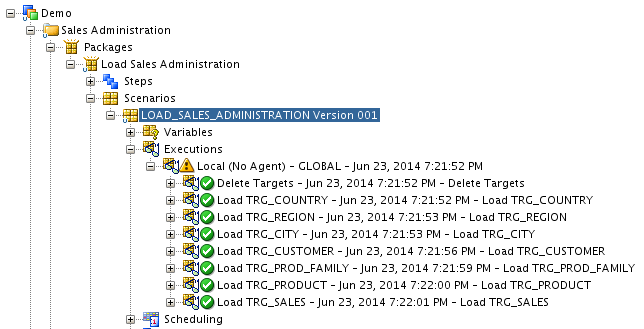 Demo
Sales Administration
Packages
Load Sales Administration
Steps
Scenarios
LOAD_SALES_ADMINISTRATION Version 001
Variables
Executions
Local (No Agent) - GLOBAL - Jun 23, 2014 7:21:52 PM
Delete Targets - Jun 23, 2014 7:21:52 PM - Delete Targets
Load TRG_COUNTRY - Jun 23, 2014 7:21:52 PM - Load TRG_COUNTRY
Load TRG_REGION - Jun 23, 2014 7:21:53 PM - Load TRG_REGION
Load TRG_CITY - Jun 23, 2014 7:21:53 PM - Load TRG_CITY
Load TRG_CUSTOMER - Jun 23, 2014 7:21:56 PM - Load TRG_CUSTOMER
Load TRG_PROD_FAMILY - Jun 23, 2014 7:21:59 PM - Load TRG_PROD_FAMILY
Load TRG_PRODUCT - Jun 23, 2014 7:22:00 PM - Load TRG_PRODUCT
Load TRG_SALES - Jun 23, 2014 7:22:01 PM - Load TRG_SALES
Scheduling